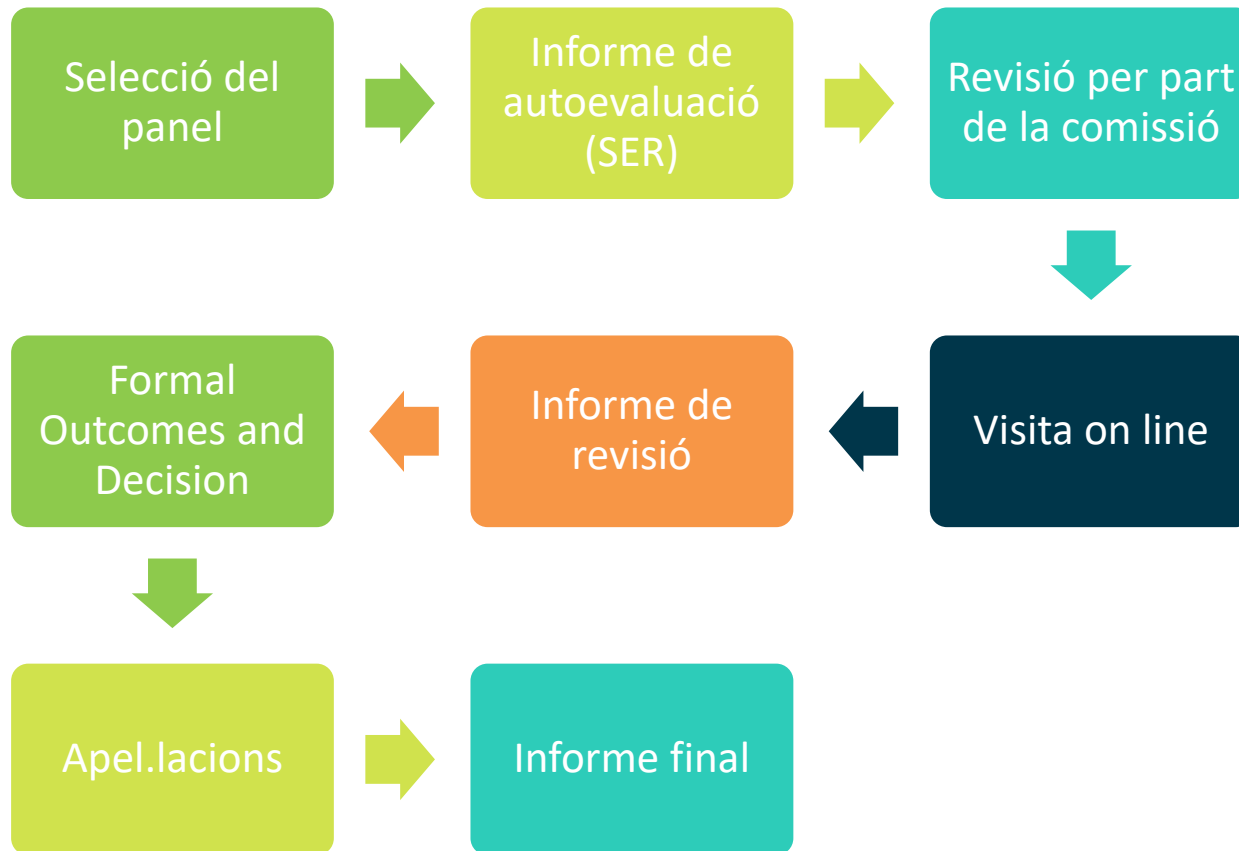 Selecció del
panel
Informe de
autoevaluació
(SER)
Revisió per part
de la comissió
Visita on line
Informe de
revisió
Formal
Outcomes and
Decision
Apel.lacions
Informe final